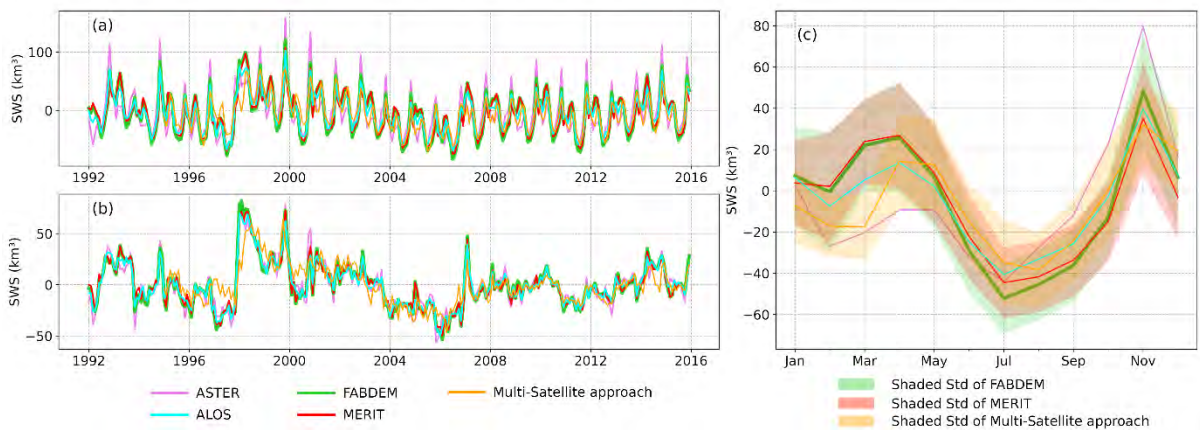 (a)
SWS (km³)
100
0
1992 1996 2000 2004 2008 2012 2016
(b)
SWS (km³)
50
0
−50
1992 1996 2000 2004 2008 2012 2016
ASTER FABDEM Multi-Satellite approach
ALOS MERIT
(c)
SWS (km³)
80
60
40
20
0
−20
−40
−60
Jan Mar May Jul Sep Nov
Shaded Std of FABDEM
Shaded Std of MERIT
Shaded Std of Multi-Satellite approach